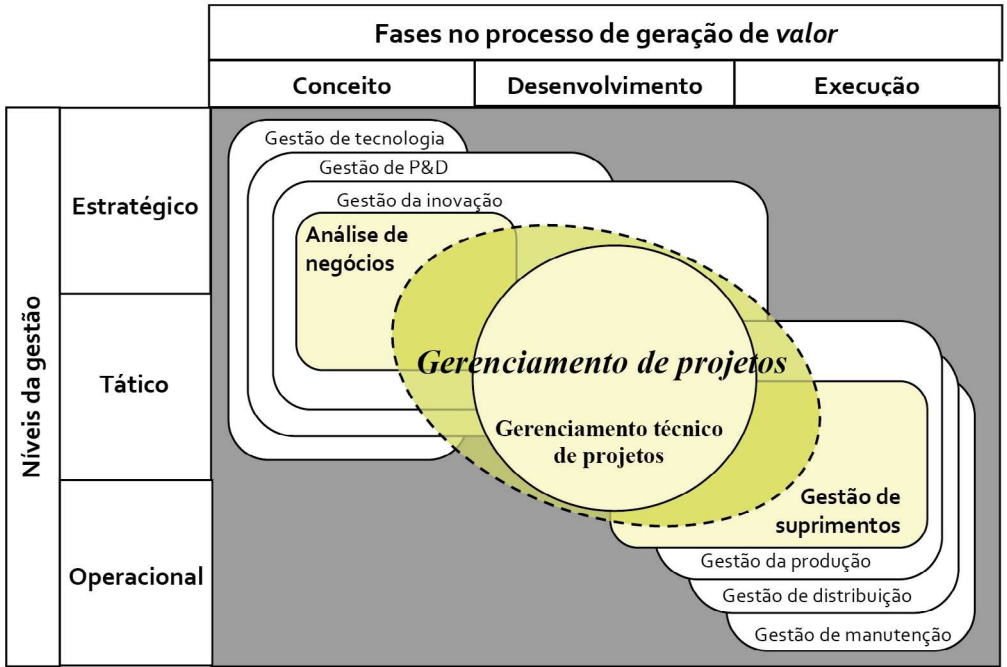 Fases no processo de geração de valor
Conceito
Desenvolvimento
Execução
Níveis da gestão
Estratégico
Tático
Operacional
Gestão de tecnologia
Gestão de P&D
Gestão da inovação
Análise de
negócios
Gerenciamento de projetos
Gerenciamento técnico
de projetos
Gestão de
suprimentos
Gestão da produção
Gestão de distribuição
Gestão de manutenção